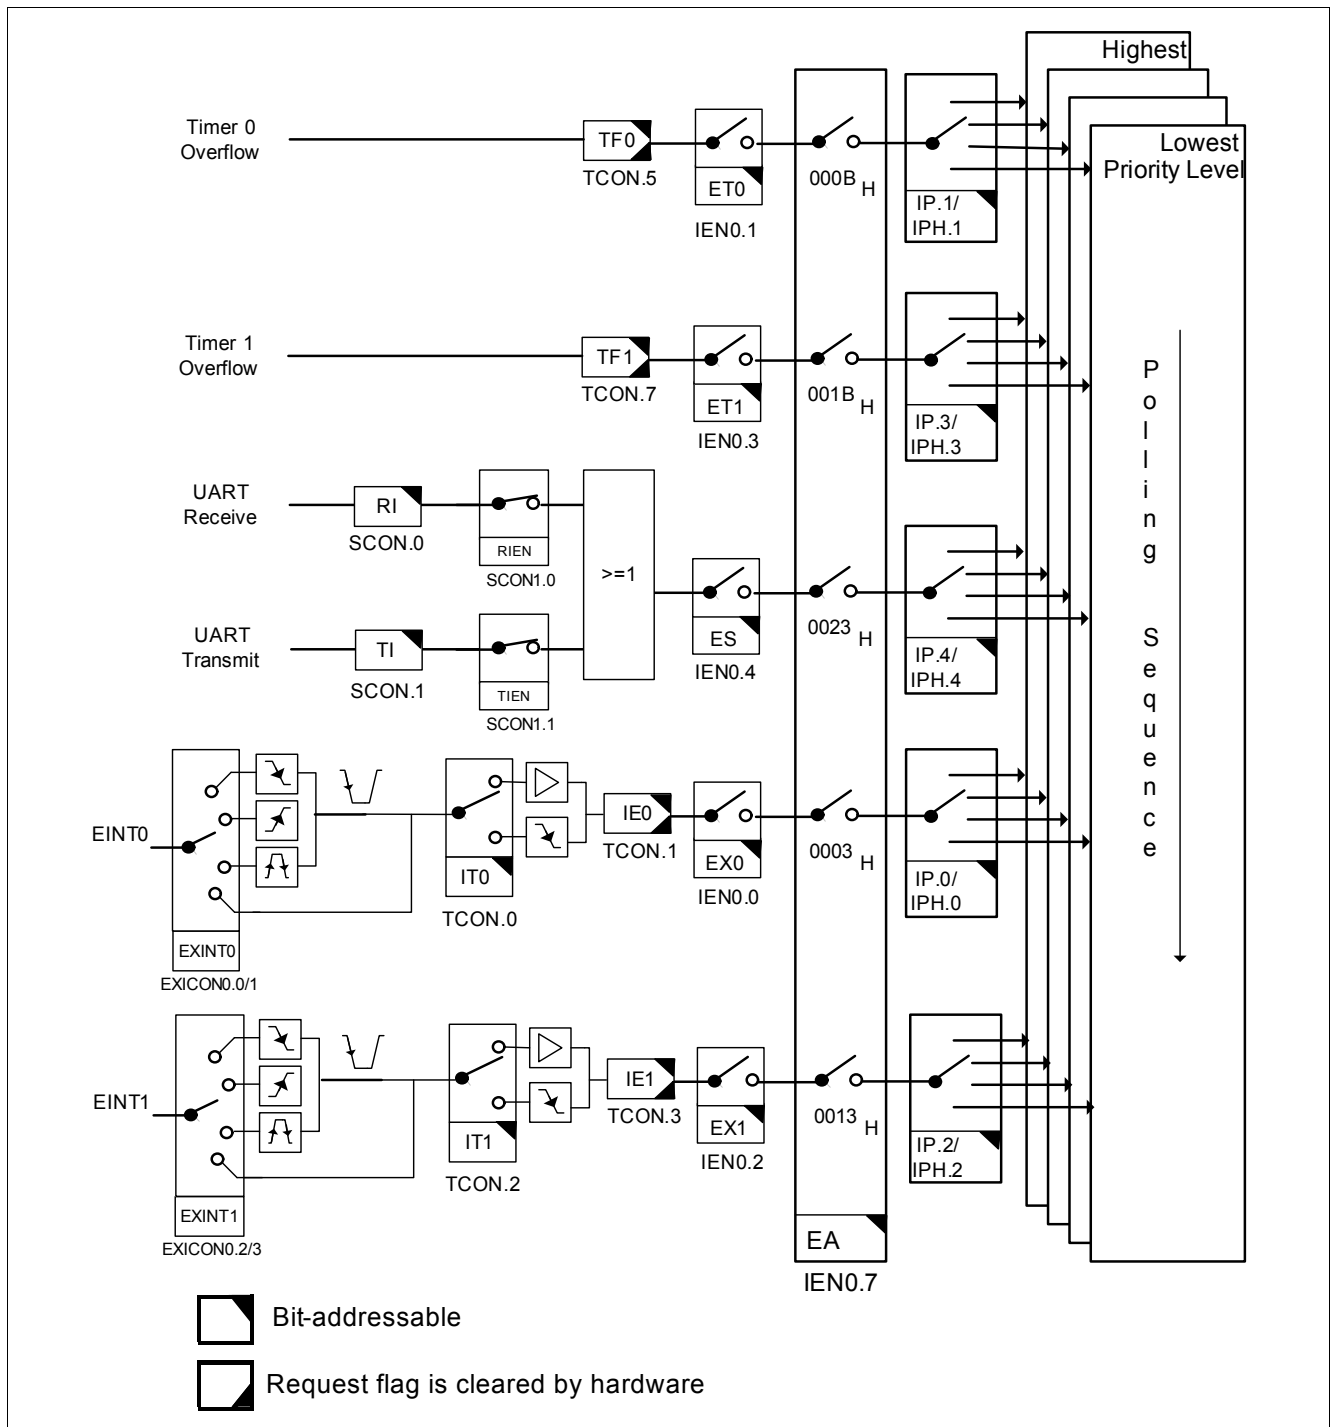 Highest
Lowest
Priority Level
Timer 0
Overflow
TF0
TCON.5
ET0
IEN0.1
000B H
IP.1/
IPH.1
Timer 1
Overflow
TF1
TCON.7
ET1
IEN0.3
001B H
IP.3/
IPH.3
UART
Receive
RI
SCON.0
RIEN
SCON1.0
>=1
UART
Transmit
TI
SCON.1
TIEN
SCON1.1
ES
IEN0.4
0023 H
IP.4/
IPH.4
EINT0
EXINT0
EXICON0.0/1
IT0
TCON.0
IE0
TCON.1
EX0
IEN0.0
0003 H
IP.0/
IPH.0
EINT1
EXINT1
EXICON0.2/3
IT1
TCON.2
IE1
TCON.3
EX1
IEN0.2
0013 H
IP.2/
IPH.2
EA
IEN0.7
Polling Sequence
Bit-addressable
Request flag is cleared by hardware